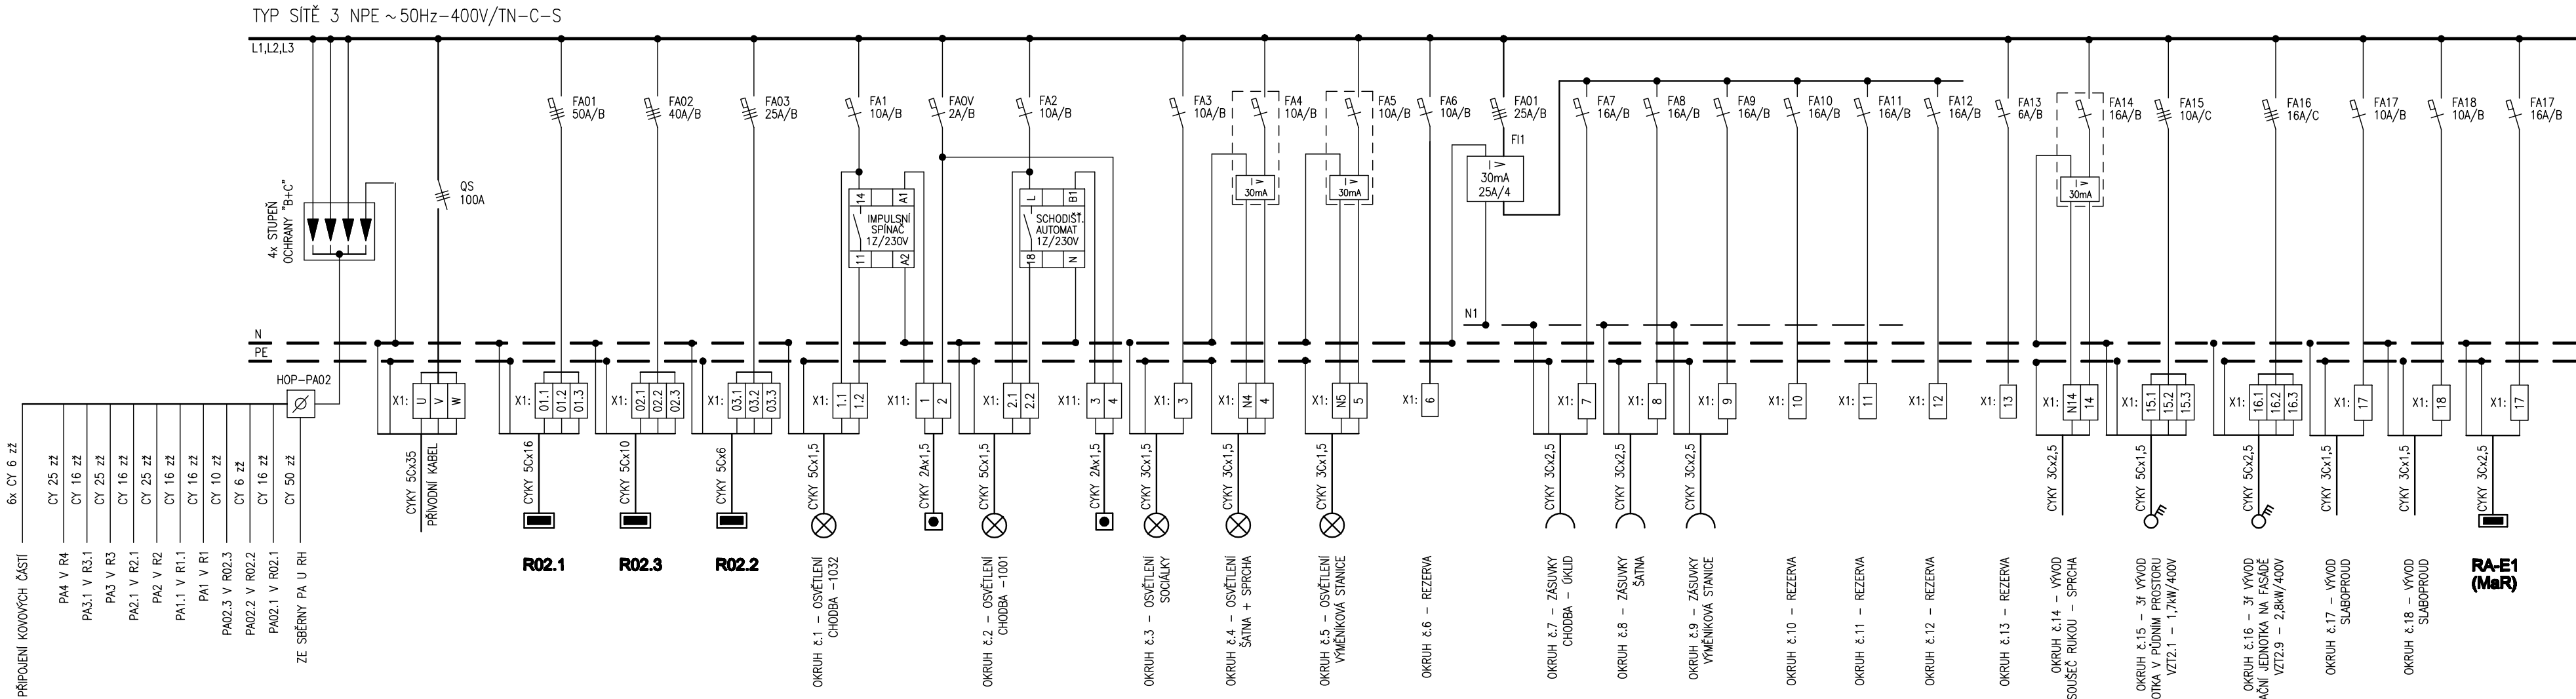 TYP SÍTĚ 3 NPE ~ 50Hz-400V/TN-C-S
L1,L2,L3
4x STUPEŇ
OCHRANY "B+C"
QS
100A
FA01
50A/B
FA02
40A/B
FA03
25A/B
FA1
10A/B
FA0V
2A/B
FA2
10A/B
FA3
10A/B
FA4
10A/B
FA5
10A/B
FA6
10A/B
FA01
25A/B
FA7
16A/B
FA8
16A/B
FA9
16A/B
FA10
16A/B
FA11
16A/B
FA12
16A/B
FA13
6A/B
FA14
16A/B
FA15
10A/C
FA16
16A/C
FA17
10A/B
FA18
10A/B
FA17
16A/B
14
A1
IMPULSNÍ
SPÍNAČ
1Z/230V
11
A2
L
B1
SCHODIŠŤ.
AUTOMAT
1Z/230V
18
N
I V
30mA
I V
30mA
FI1
I V
30mA
25A/4
I V
30mA
N1
N
PE
HOP-PA02
X1:
U
V
W
X1:
01.1
01.2
01.3
X1:
02.1
02.2
02.3
X1:
03.1
03.2
03.3
X1:
1.1
1.2
X11:
1
2
X1:
2.1
2.2
X11:
3
4
X1:
3
X1:
N4
4
X1:
N5
5
X1:
6
X1:
7
X1:
8
X1:
9
X1:
10
X1:
11
X1:
12
X1:
13
X1:
N14
14
X1:
15.1
15.2
15.3
X1:
16.1
16.2
16.3
X1:
17
X1:
18
X1:
17
6x CY 6 zž
CY 25 zž
CY 16 zž
CY 25 zž
CY 16 zž
CY 25 zž
CY 16 zž
CY 16 zž
CY 10 zž
CY 6 zž
CY 16 zž
CY 50 zž
CYKY 5Cx35
PŘÍVODNÍ KABEL
CYKY 5Cx16
CYKY 5Cx10
CYKY 5Cx6
CYKY 5Cx1,5
CYKY 2Ax1,5
CYKY 5Cx1,5
CYKY 2Ax1,5
CYKY 3Cx1,5
CYKY 3Cx1,5
CYKY 3Cx1,5
CYKY 3Cx2,5
CYKY 3Cx2,5
CYKY 3Cx2,5
CYKY 3Cx2,5
CYKY 5Cx1,5
CYKY 5Cx2,5
CYKY 3Cx1,5
CYKY 3Cx1,5
CYKY 3Cx2,5
PŘIPOJENÍ KOVOVÝCH ČÁSTÍ
PA4 V R4
PA3.1 V R3.1
PA3 V R3
PA2.1 V R2.1
PA2 V R2
PA1.1 V R1.1
PA1 V R1
PA02.3 V R02.3
PA02.2 V R02.2
PA02.1 V R02.1
ZE SBĚRNY PA U RH
R02.1
R02.3
R02.2
OKRUH č.1 - OSVĚTLENÍ
CHODBA -1032
OKRUH č.2 - OSVĚTLENÍ
CHODBA -1001
OKRUH č.3 - OSVĚTLENÍ
SOCIÁLKY
OKRUH č.4 - OSVĚTLENÍ
ŠATNA + SPRCHA
OKRUH č.5 - OSVĚTLENÍ
VÝMĚNÍKOVÁ STANICE
OKRUH č.6 - REZERVA
OKRUH č.7 - ZÁSUVKY
CHODBA - ÚKLID
OKRUH č.8 - ZÁSUVKY
ŠATNA
OKRUH č.9 - ZÁSUVKY
VÝMĚNÍKOVÁ STANICE
OKRUH č.10 - REZERVA
OKRUH č.11 - REZERVA
OKRUH č.12 - REZERVA
OKRUH č.13 - REZERVA
OKRUH č.14 - VÝVOD
SOUŠEČ RUKOU - SPRCHA
OKRUH č.15 - 3f VÝVOD
OTKA V PŮDNÍM PROSTORU
VZT2.1 - 1,7kW/400V
OKRUH č.16 - 3f VÝVOD
AČNÍ JEDNOTKA NA FASÁDĚ
VZT2.9 - 2,8kW/400V
OKRUH č.17 - VÝVOD
SLABOPROUD
OKRUH č.18 - VÝVOD
SLABOPROUD
RA-E1
(MaR)